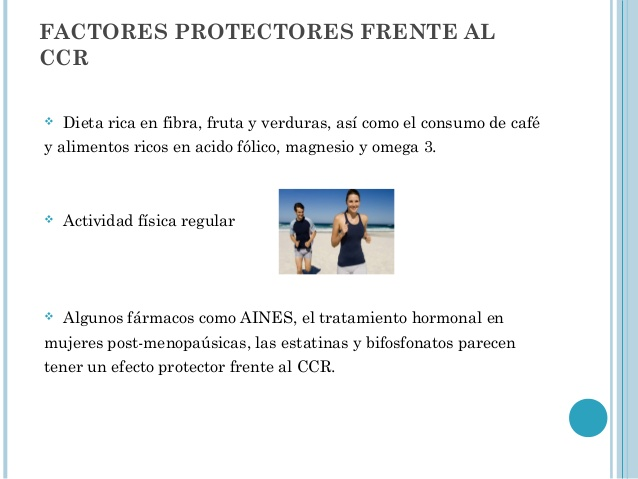 FACTORES PROTECTORES FRENTE AL
CCR
Dieta rica en fibra, fruta y verduras, así como el consumo de café
y alimentos ricos en acido fólico, magnesio y omega 3.
Actividad física regular
Algunos fármacos como AINES, el tratamiento hormonal en
mujeres post-menopaúsicas, las estatinas y bifosfonatos parecen
tener un efecto protector frente al CCR.